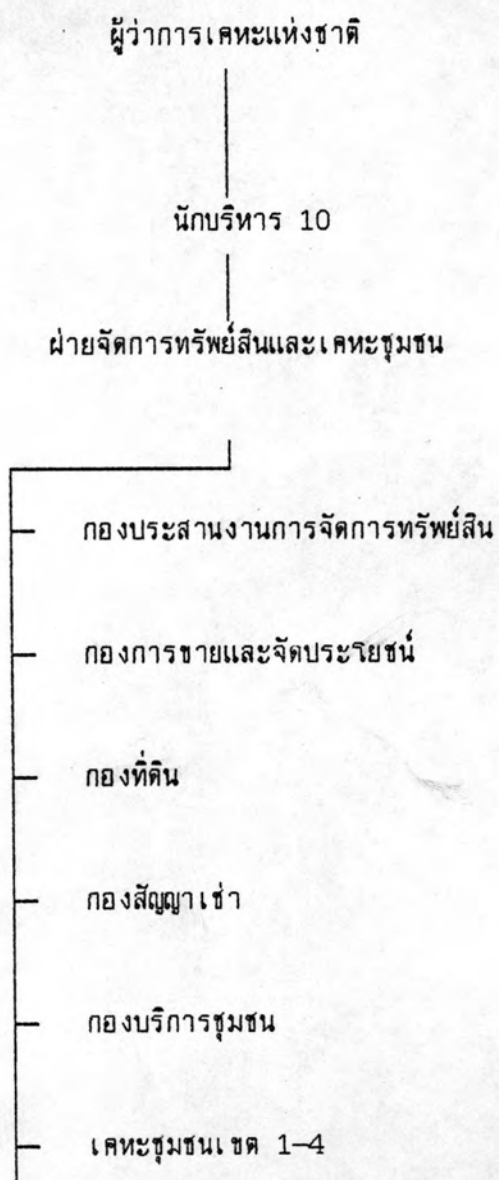 ผู้ว่าการเคหะแห่งชาติ
นักบริหาร 10
ฝ่ายจัดการทรัพย์สินและเคหะชุมชน
กองประสานงานการจัดการทรัพย์สิน
กองการขายและจัดประโยชน์
กองที่ดิน
กองสัญญาเช่า
กองบริการชุมชน
เคหะชุมชนเขต 1-4